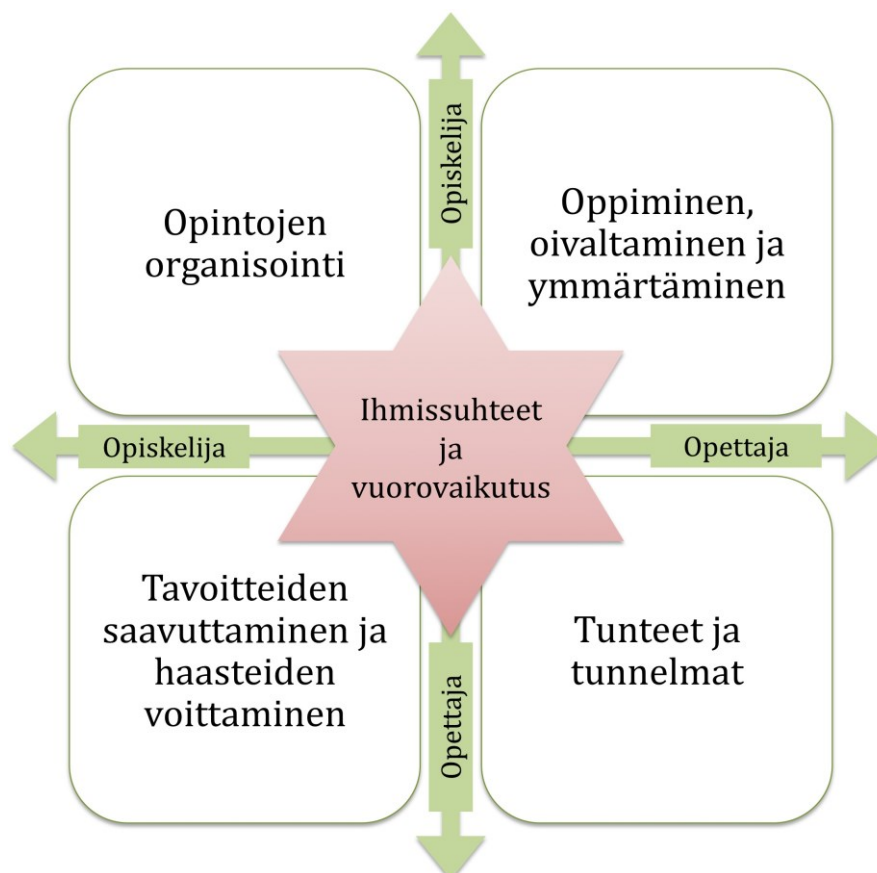 Opiskelija
Opintojen
organisointi
Oppiminen,
oivaltaminen ja
ymmärtäminen
Opiskelija
Ihmissuhteet
ja
vuorovaikutus
Opettaja
Tavoitteiden
saavuttaminen ja
haasteiden
voittaminen
Tunteet ja
tunnelmat
Opettaja